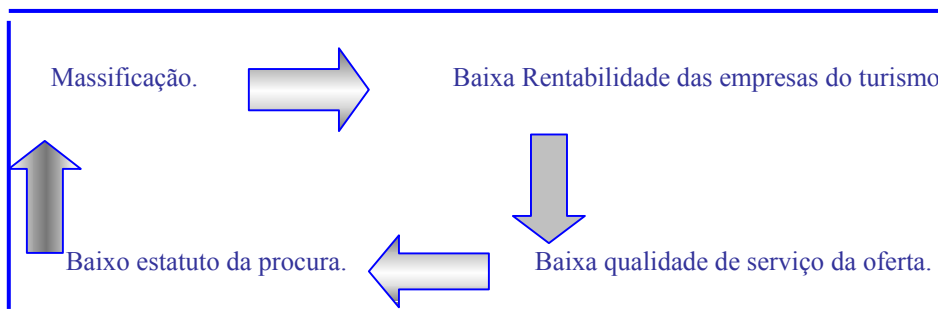 Massificação.
Baixa Rentabilidade das empresas do turismo
Baixo estatuto da procura.
Baixa qualidade de serviço da oferta.